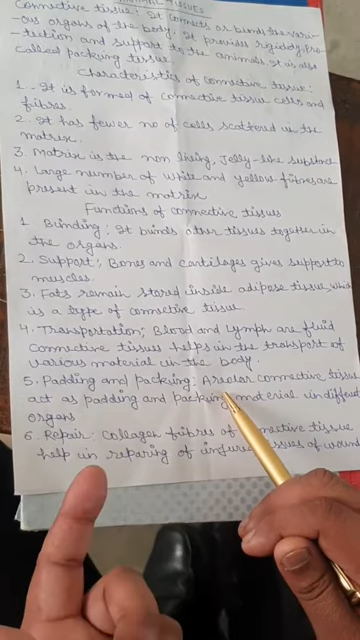 TISSUES
Connective tissue: It connects or binds the vari-
-ous organs of the body. It provides regidety, pro-
-tection and support to the animals. It is also
called packing tissue.
Characteristics of connective tissue:
1. It is formed of connective tissue cells and
fibres.
2. It has fewer no of cells scattered in the
matrix.
3. Matrix is the non living, Jelly-like substanc
4. Large number of white and yellow fibres are
present in the matrix
Functions of connective tissues
1 Binding: It binds other tissues together in
the organs.
2. Support; Bones and cartilages gives support to
muscles.
3. Fats remain stored inside adipose tissue which
is a type of connective tissue.
4. Transportation; Blood and lymph are fluid
connective tissues helps in the transport of
various material in the body.
5. Padding and packing: Areolar connective tissue
act as padding and packing material in different
organs
6. Repair: Collagen fibres of connective tissue
help in repairing of injured tissues of wound